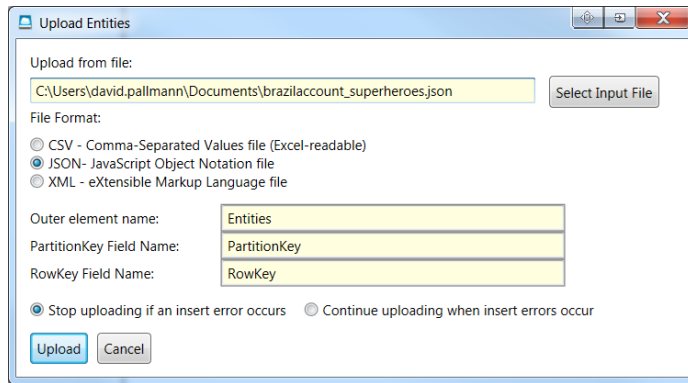 Upload Entities
Upload from file:
C:\Users\david.pallmann\Documents\brazilaccount_superheroes.json
Select Input File
File Format:
CSV - Comma-Separated Values file (Excel-readable)
JSON- JavaScript Object Notation file
XML - eXtensible Markup Language file
Outer element name: Entities
PartitionKey Field Name: PartitionKey
RowKey Field Name: RowKey
Stop uploading if an insert error occurs Continue uploading when insert errors occur
Upload Cancel